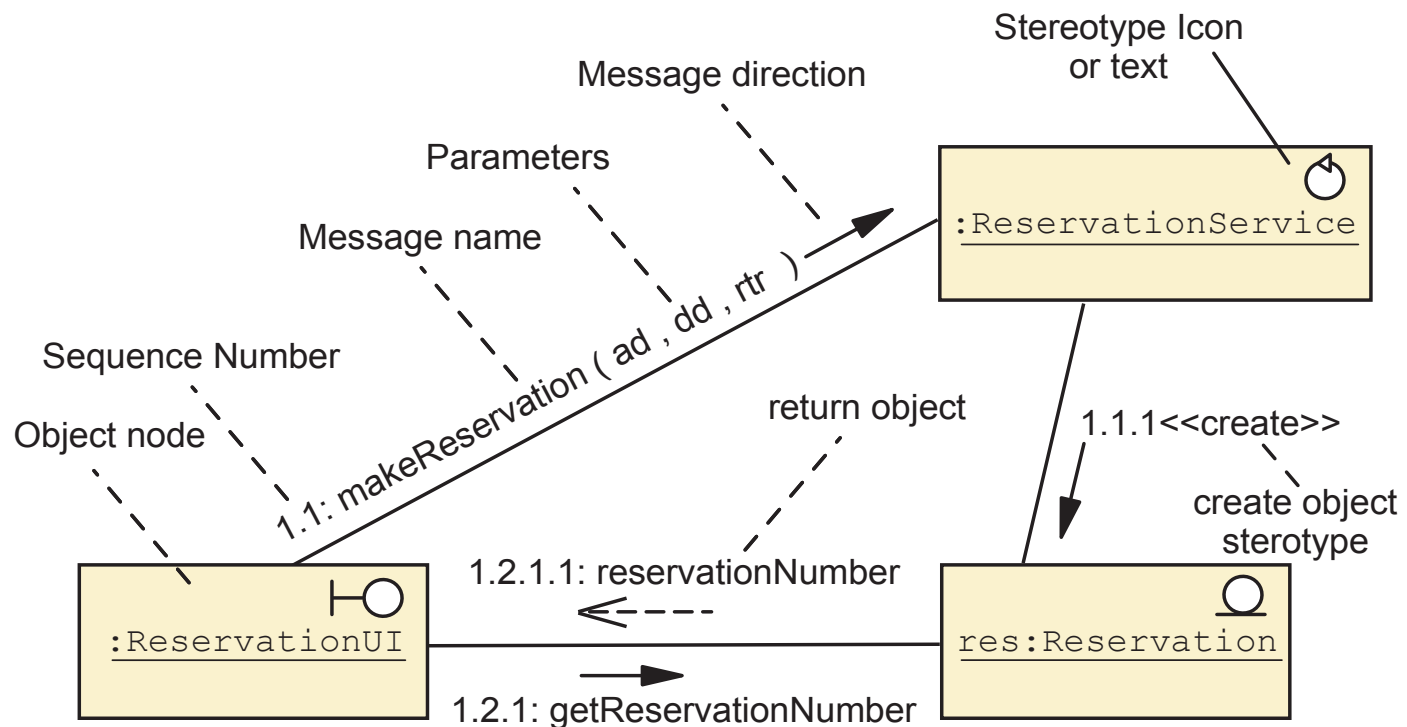 Stereotype Icon
or text
Message direction
Parameters
:ReservationService
Message name
1.1: makeReservation ( ad , dd , rtr )
Sequence Number
return object
1.1.1<<create>>
Object node
create object
sterotype
1.2.1.1: reservationNumber
:ReservationUI
res:Reservation
1.2.1: getReservationNumber